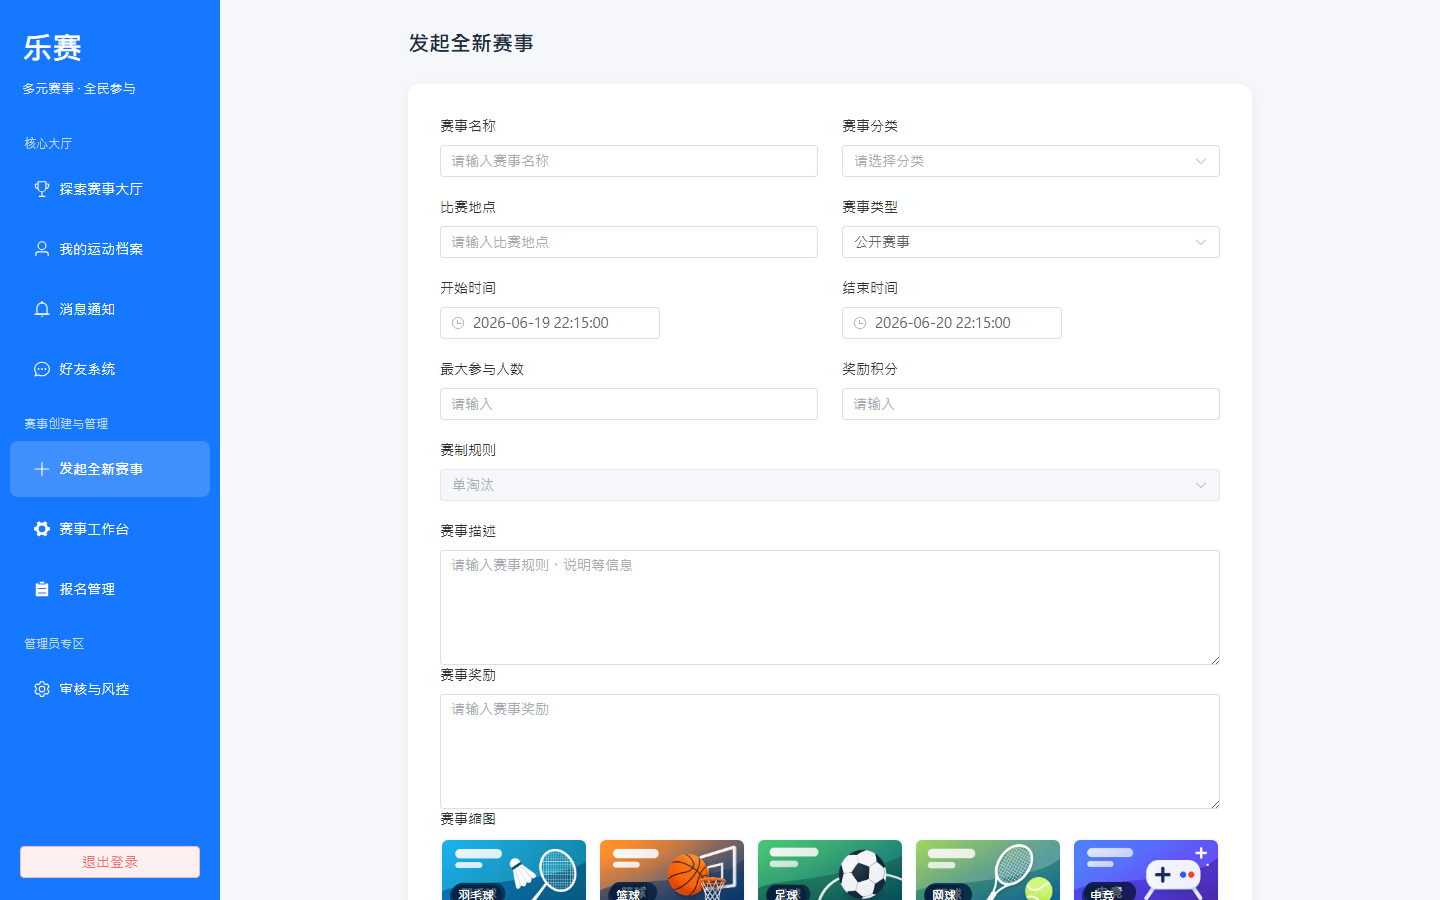 乐赛
多元赛事 · 全民参与
核心大厅
探索赛事大厅
我的运动档案
消息通知
好友系统
赛事创建与管理
发起全新赛事
赛事工作台
报名管理
管理员专区
审核与风控
退出登录
发起全新赛事
赛事名称
请输入赛事名称
赛事分类
请选择分类
比赛地点
请输入比赛地点
赛事类型
公开赛事
开始时间
2026-06-19 22:15:00
结束时间
2026-06-20 22:15:00
最大参与人数
请输入
奖励积分
请输入
赛制规则
单淘汰
赛事描述
请输入赛事规则、说明等信息
赛事奖励
请输入赛事奖励
赛事缩图
羽毛球
篮球
足球
网球
电竞